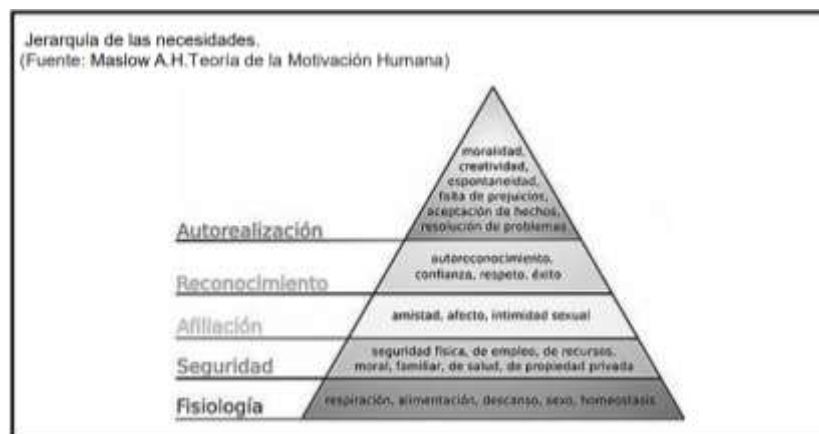 Jerarquía de las necesidades.
(Fuente: Maslow A.H.Teoría de la Motivación Humana)
moralidad,
creatividad,
espontaneidad,
falta de prejuicios,
aceptación de hechos,
resolución de problemas
Autorealización
autoreconocimiento,
confianza, respeto, éxito
Reconocimiento
amistad, afecto, intimidad sexual
Afiliación
seguridad física, de empleo, de recursos,
moral, familiar, de salud, de propiedad privada
Seguridad
respiración, alimentación, descanso, sexo, homeostasis
Fisiología